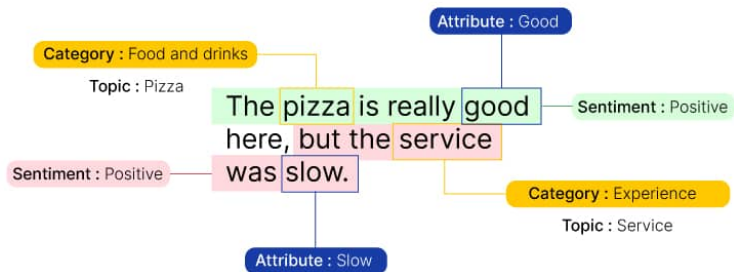 Attribute : Good
Category : Food and drinks
Topic : Pizza
The pizza is really good
Sentiment : Positive
here, but the service
was slow.
Sentiment : Positive
Category : Experience
Topic : Service
Attribute : Slow